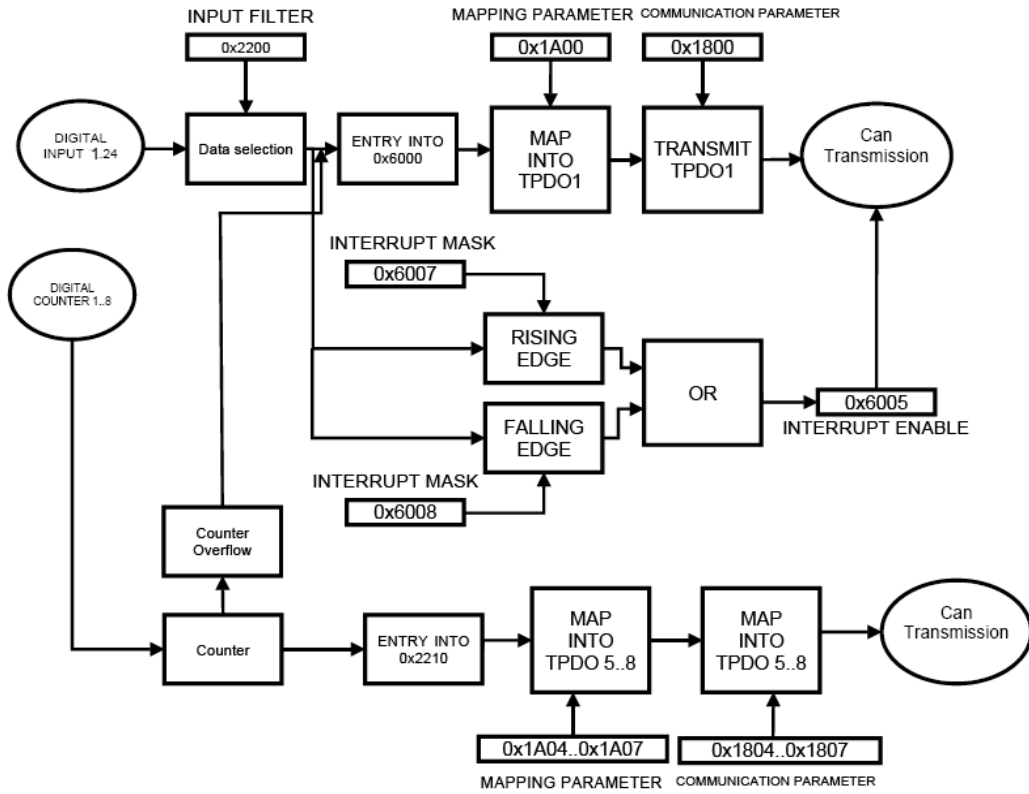 INPUT FILTER
0x2200
MAPPING PARAMETER
0x1A00
COMMUNICATION PARAMETER
0x1800
DIGITAL
INPUT 1.24
Data selection
ENTRY INTO
0x6000
MAP
INTO
TPDO1
TRANSMIT
TPDO1
Can
Transmission
INTERRUPT MASK
0x6007
DIGITAL
COUNTER 1..8
RISING
EDGE
OR
FALLING
EDGE
0x6005
INTERRUPT ENABLE
INTERRUPT MASK
0x6008
Counter
Overflow
Counter
ENTRY INTO
0x2210
MAP
INTO
TPDO 5..8
MAP
INTO
TPDO 5..8
Can
Transmission
0x1A04..0x1A07
MAPPING PARAMETER
0x1804..0x1807
COMMUNICATION PARAMETER